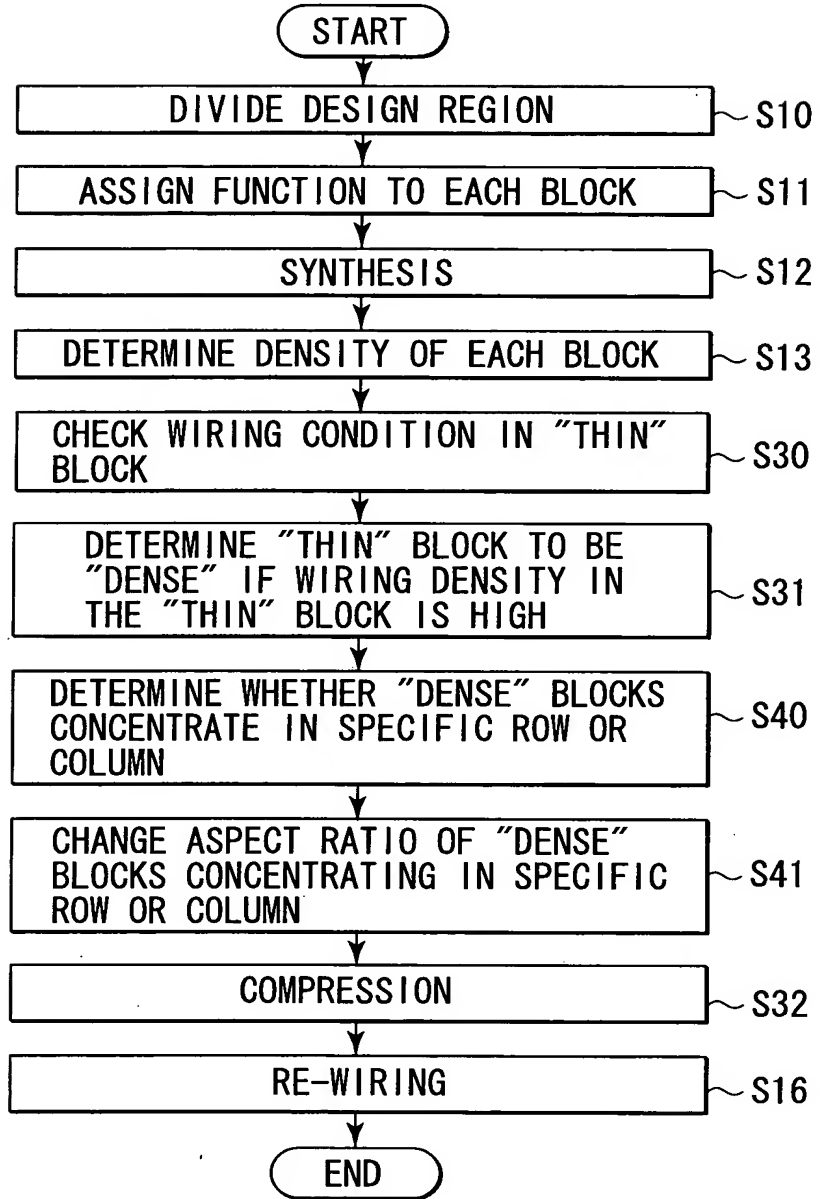 START
DIVIDE DESIGN REGION
S10
ASSIGN FUNCTION TO EACH BLOCK
S11
SYNTHESIS
S12
DETERMINE DENSITY OF EACH BLOCK
S13
CHECK WIRING CONDITION IN "THIN"
BLOCK
S30
DETERMINE "THIN" BLOCK TO BE
"DENSE" IF WIRING DENSITY IN
THE "THIN" BLOCK IS HIGH
S31
DETERMINE WHETHER "DENSE" BLOCKS
CONCENTRATE IN SPECIFIC ROW OR
COLUMN
S40
CHANGE ASPECT RATIO OF "DENSE"
BLOCKS CONCENTRATING IN SPECIFIC
ROW OR COLUMN
S41
COMPRESSION
S32
RE-WIRING
S16
END